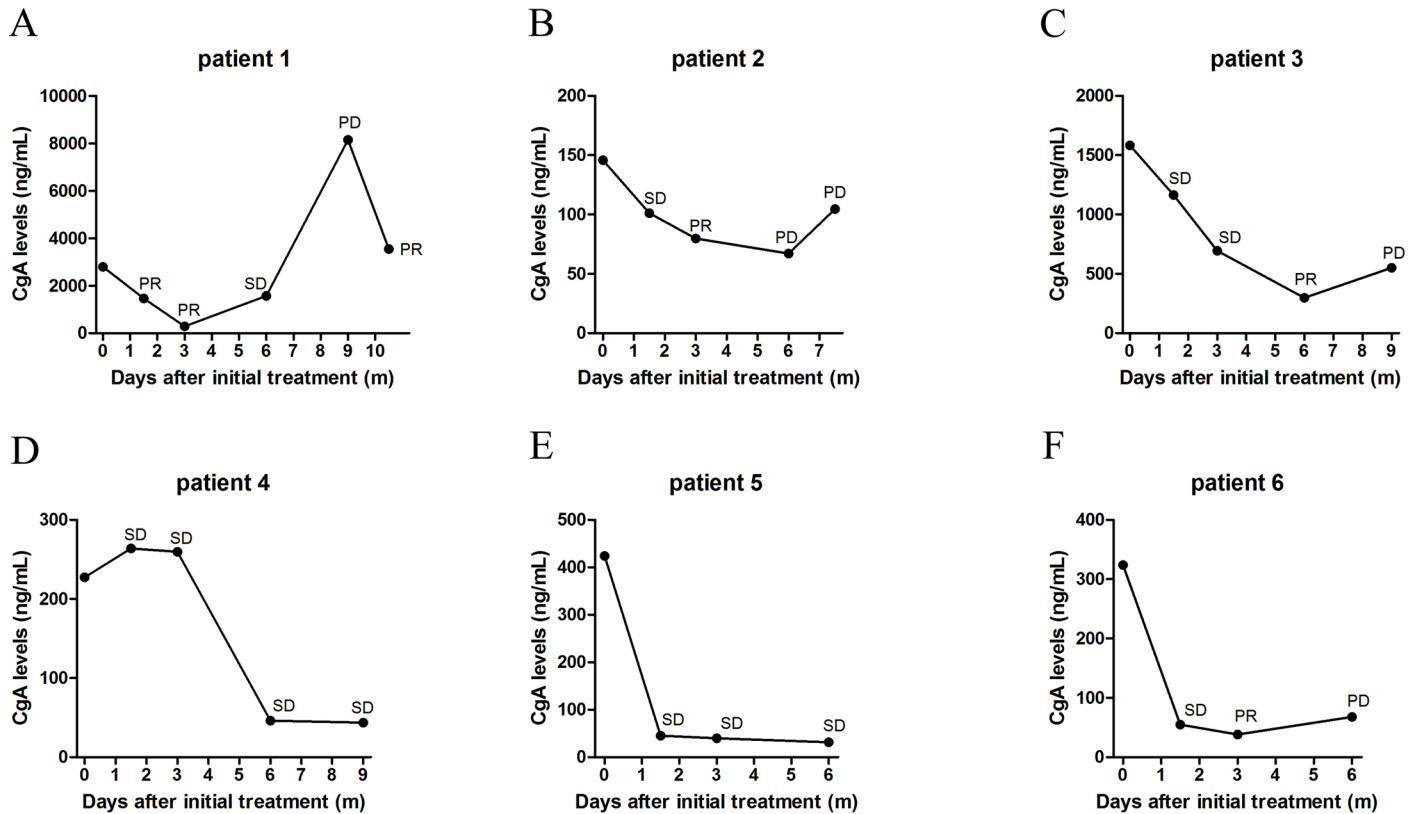 A
patient 1
CgA levels (ng/mL)
10000
8000
6000
4000
2000
0
PR
PR
SD
PD
PR
0 1 2 3 4 5 6 7 8 9 10
Days after initial treatment (m)
B
patient 2
CgA levels (ng/mL)
200
150
100
50
0
SD
PR
PD
PD
0 1 2 3 4 5 6 7
Days after initial treatment (m)
C
patient 3
CgA levels (ng/mL)
2000
1500
1000
500
0
SD
SD
PR
PD
0 1 2 3 4 5 6 7 8 9
Days after initial treatment (m)
D
patient 4
CgA levels (ng/mL)
300
200
100
0
SD
SD
SD
SD
0 1 2 3 4 5 6 7 8 9
Days after initial treatment (m)
E
patient 5
CgA levels (ng/mL)
500
400
300
200
100
0
SD
SD
SD
0 1 2 3 4 5 6
Days after initial treatment (m)
F
patient 6
CgA levels (ng/mL)
400
300
200
100
0
SD
PR
PD
0 1 2 3 4 5 6
Days after initial treatment (m)